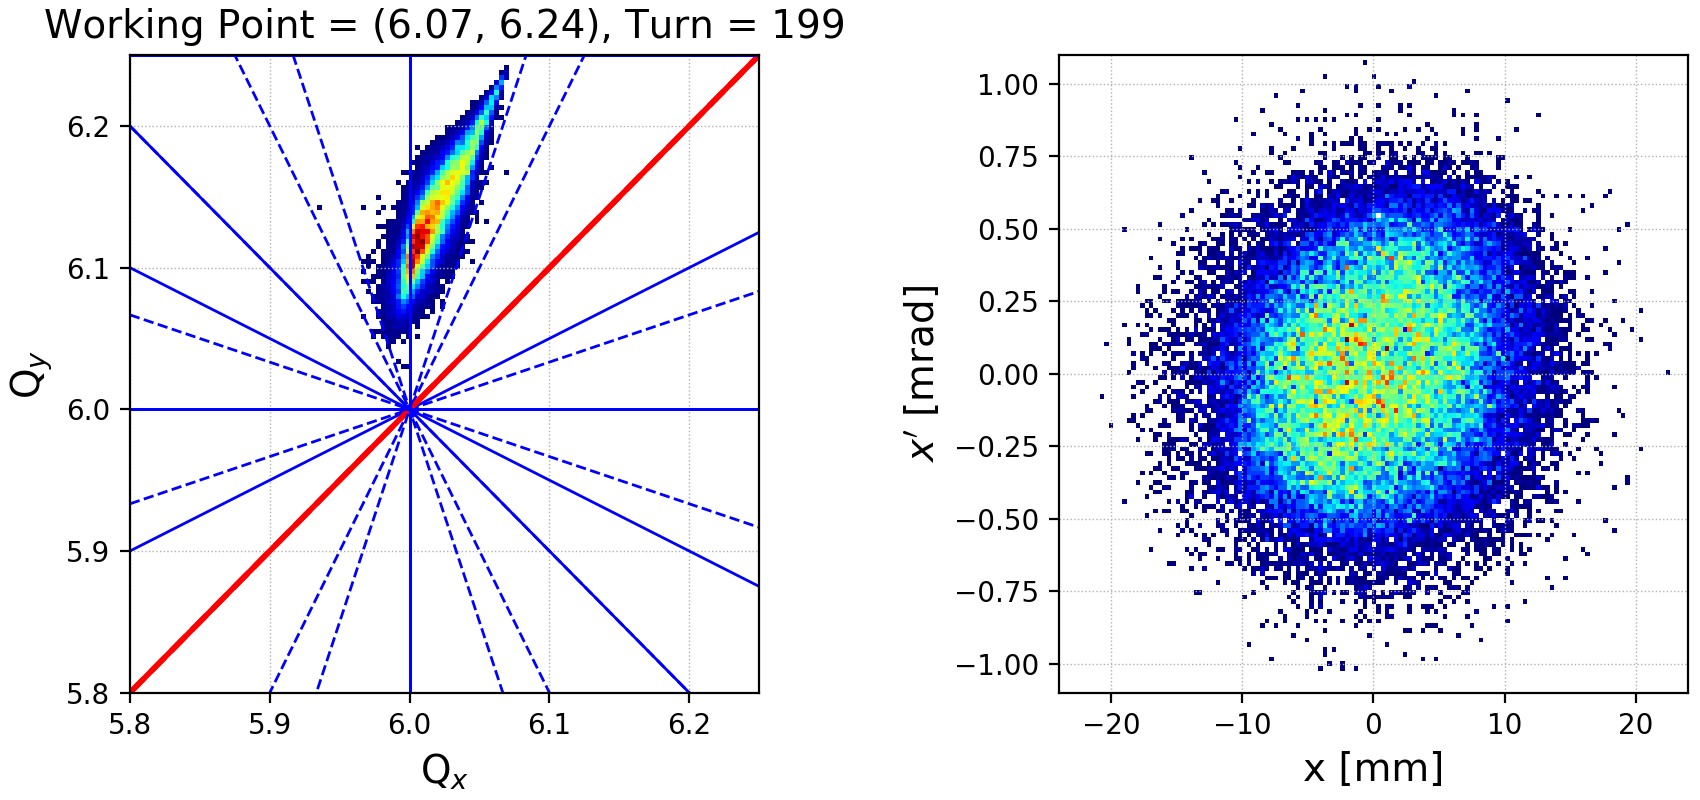 Working Point = (6.07, 6.24), Turn = 199
6.2
6.1
6.0
5.9
5.8
Q_y
5.8 5.9 6.0 6.1 6.2
Q_x
1.00
0.75
0.50
0.25
0.00
−0.25
−0.50
−0.75
−1.00
x′ [mrad]
−20 −10 0 10 20
x [mm]